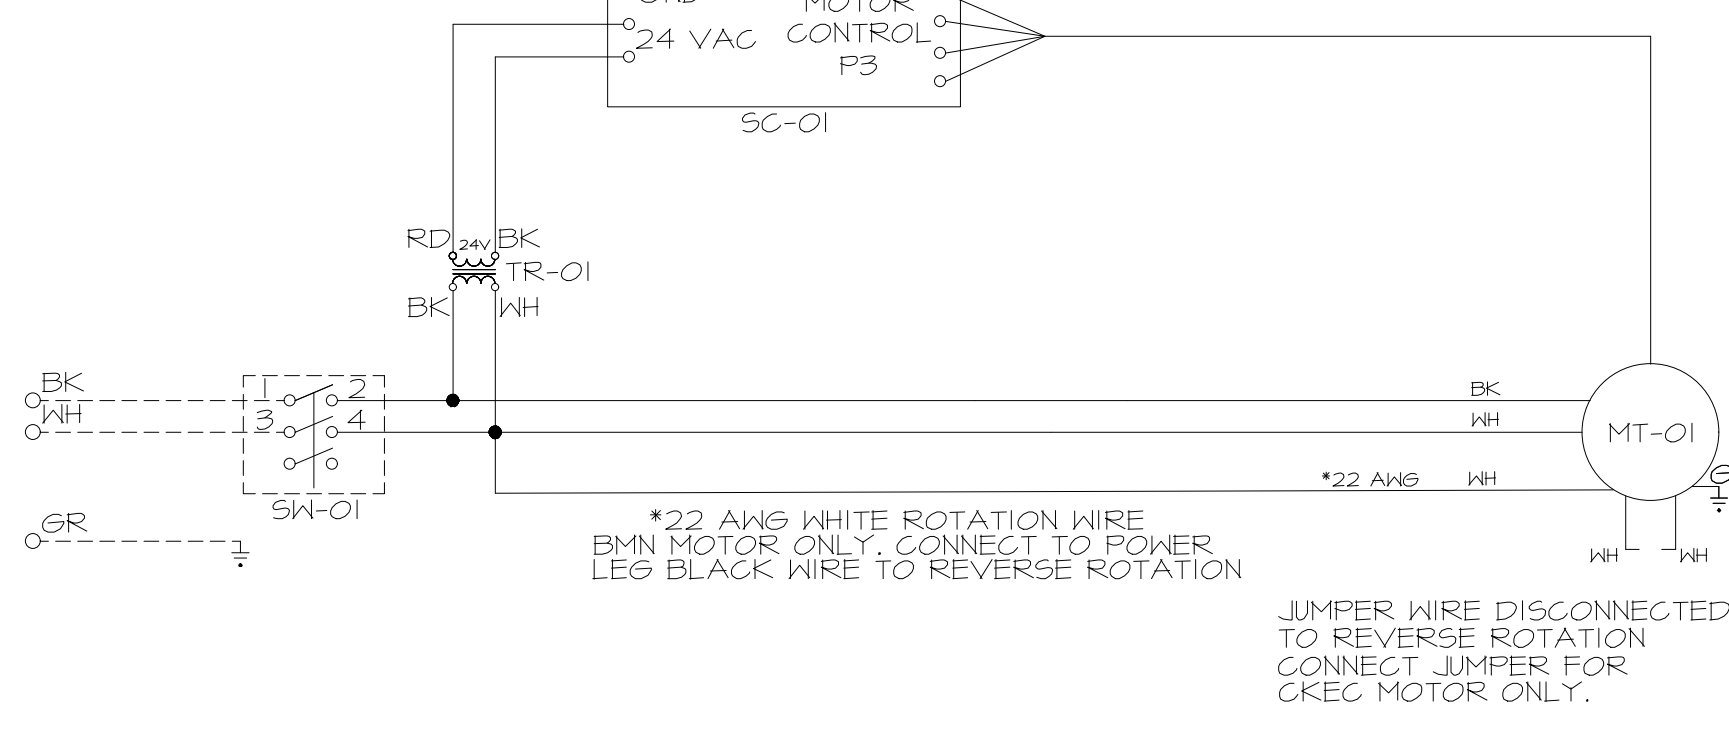 MOTOR
24 VAC CONTROL
P3
SC-01
RD 24V BK
TR-01
BK WH
BK
1 2
WH
3 4
SW-01
GR
BK
WH
MT-01
*22 AWG WH
*22 AWG WHITE ROTATION WIRE
BMN MOTOR ONLY. CONNECT TO POWER
LEG BLACK WIRE TO REVERSE ROTATION
WH WH
JUMPER WIRE DISCONNECTED
TO REVERSE ROTATION
CONNECT JUMPER FOR
CKEC MOTOR ONLY.